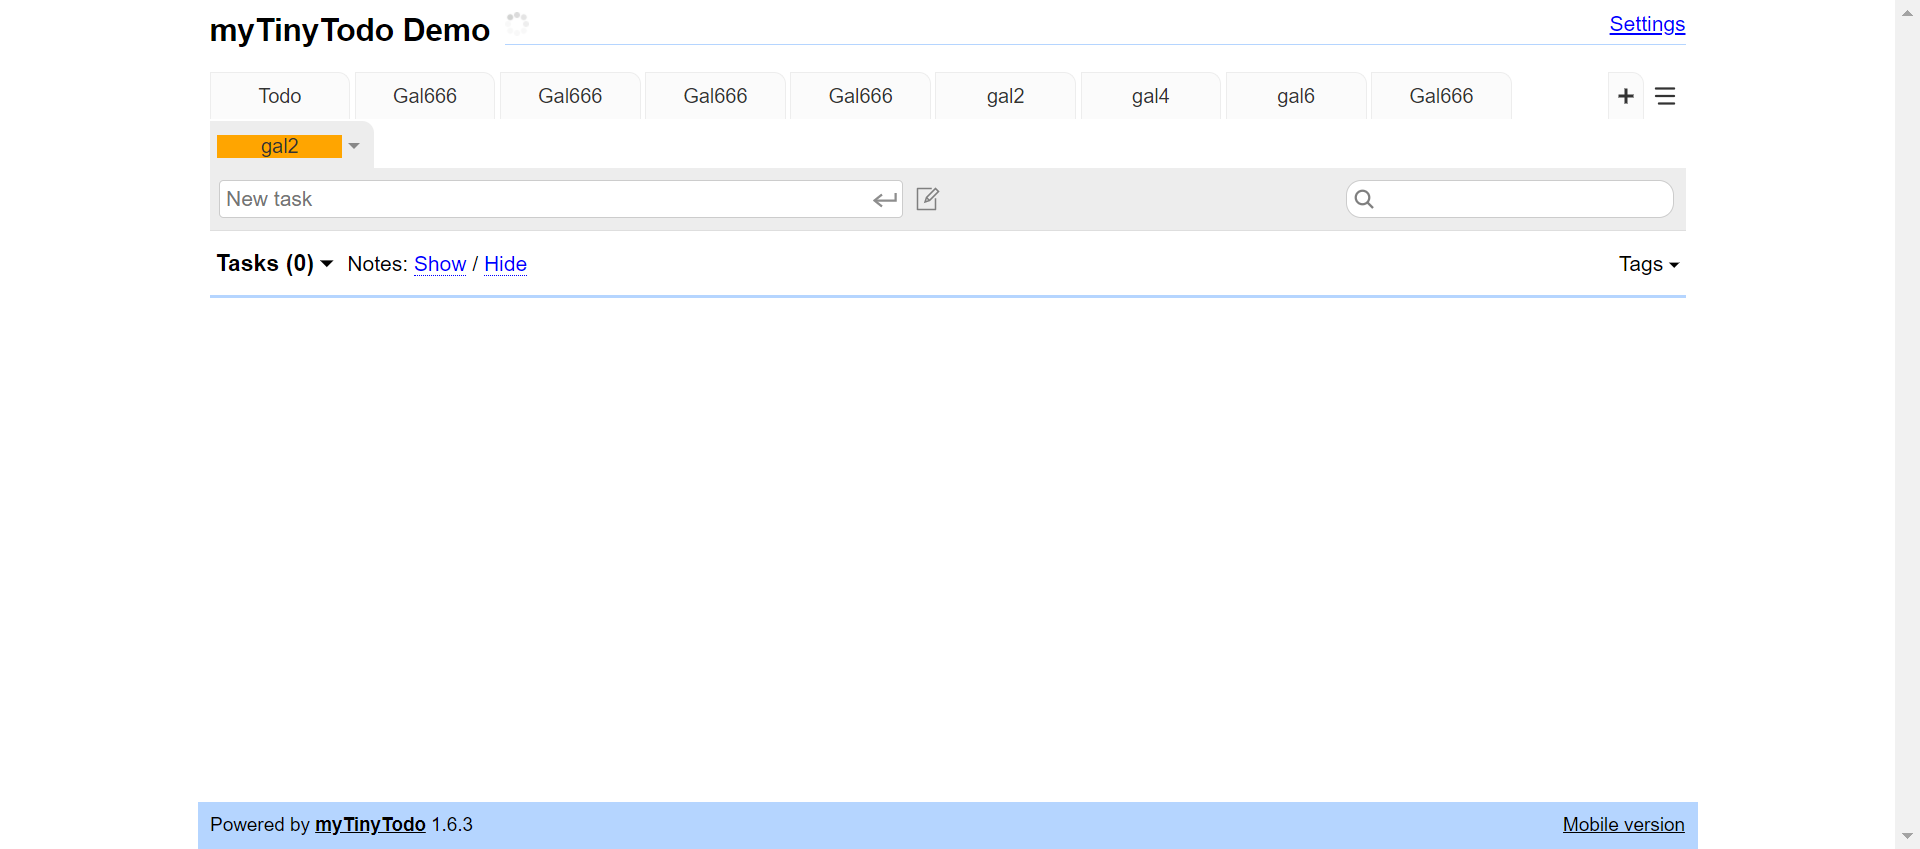 myTinyTodo Demo
Settings
Todo Gal666 Gal666 Gal666 Gal666 gal2 gal4 gal6 Gal666 +
gal2
New task
Tasks (0) Notes: Show / Hide Tags
Powered by myTinyTodo 1.6.3 Mobile version